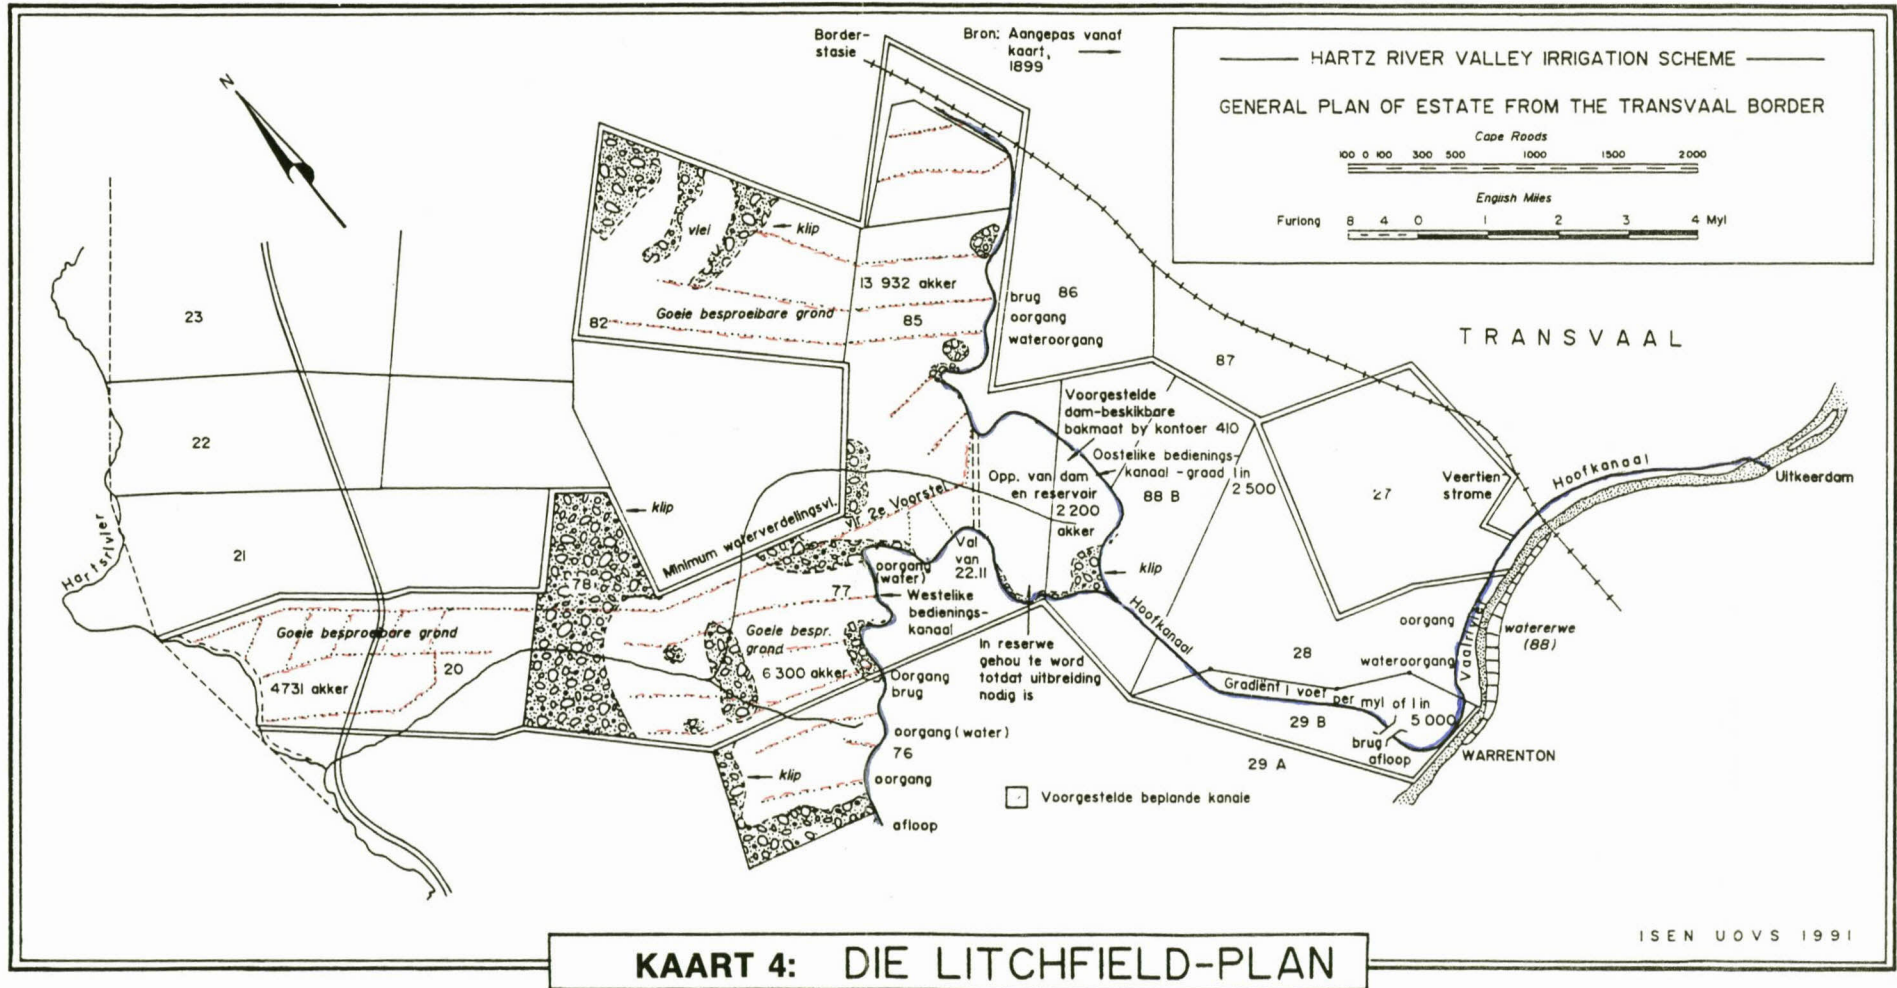 Border-
stasie
Bron: Aangepas vanaf
kaart,
1899
HARTZ RIVER VALLEY IRRIGATION SCHEME
GENERAL PLAN OF ESTATE FROM THE TRANSVAAL BORDER
Cape Roods
100 0 100 300 500 1000 1500 2000
English Miles
Furlong 8 4 0 1 2 3 4 Myl
N
klip
vlei
13 932 akker
Goeie besproeibare grond
82
85
23
brug 86
oorgang
wateroorgang
TRANSVAAL
87
Voorgestelde
dam-beskikbare
bakmaat by kontoer 410
Oostelike bedienings-
kanaal - graad 1 in
2 500
22
Opp. van dam
en reservoir
2 200
akker
88 B
27
Veertien
strome
Hoofkanaal
Uitkeerdam
klip
vir 2e Voorstel
Minimum waterverdelingsvl.
21
Hartsrivier
78
Val
van
22.11
oorgang
(water)
klip
77
Westelike
bedienings-
kanaal
Hoofkanaal
oorgang
Vaalrivier
watererwe
(88)
Goeie besproeibare grond
20
4731 akker
Goeie bespr.
grond
6 300 akker
In reserwe
gehou te word
totdat uitbreiding
nodig is
28
wateroorgang
Oorgang
brug
Gradiënt 1 voet per myl of 1 in
5 000
29 B
oorgang (water)
76
brug
afloop
WARRENTON
29 A
klip
oorgang
Voorgestelde beplande kanale
afloop
ISEN UOVS 1991
KAART 4: DIE LITCHFIELD-PLAN